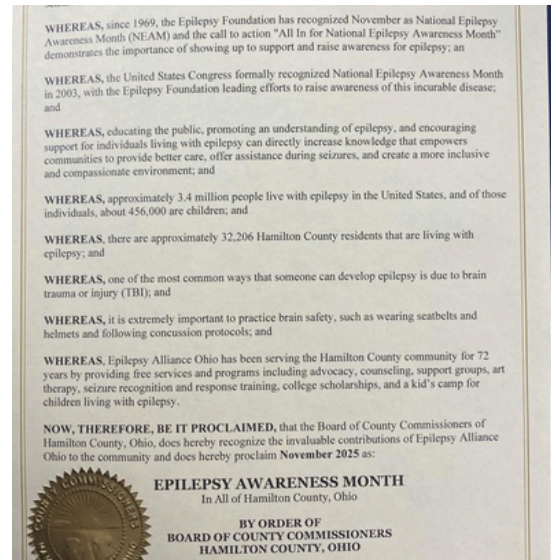 WHEREAS, since 1969, the Epilepsy Foundation has recognized November as National Epilepsy
Awareness Month (NEAM) and the call to action "All In for National Epilepsy Awareness Month"
demonstrates the importance of showing up to support and raise awareness for epilepsy; an
WHEREAS, the United States Congress formally recognized National Epilepsy Awareness Month
in 2003, with the Epilepsy Foundation leading efforts to raise awareness of this incurable disease;
and
WHEREAS, educating the public, promoting an understanding of epilepsy, and encouraging
support for individuals living with epilepsy can directly increase knowledge that empowers
communities to provide better care, offer assistance during seizures, and create a more inclusive
and compassionate environment; and
WHEREAS, approximately 3.4 million people live with epilepsy in the United States, and of those
individuals, about 456,000 are children; and
WHEREAS, there are approximately 32,206 Hamilton County residents that are living with
epilepsy; and
WHEREAS, one of the most common ways that someone can develop epilepsy is due to brain
trauma or injury (TBI); and
WHEREAS, it is extremely important to practice brain safety, such as wearing seatbelts and
helmets and following concussion protocols; and
WHEREAS, Epilepsy Alliance Ohio has been serving the Hamilton County community for 72
years by providing free services and programs including advocacy, counseling, support groups, art
therapy, seizure recognition and response training, college scholarships, and a kid's camp for
children living with epilepsy.
NOW, THEREFORE, BE IT PROCLAIMED, that the Board of County Commissioners of
Hamilton County, Ohio, does hereby recognize the invaluable contributions of Epilepsy Alliance
Ohio to the community and does hereby proclaim November 2025 as:
EPILEPSY AWARENESS MONTH
In All of Hamilton County, Ohio
BY ORDER OF
BOARD OF COUNTY COMMISSIONERS
HAMILTON COUNTY, OHIO
COUNTY COMMISSIONERS